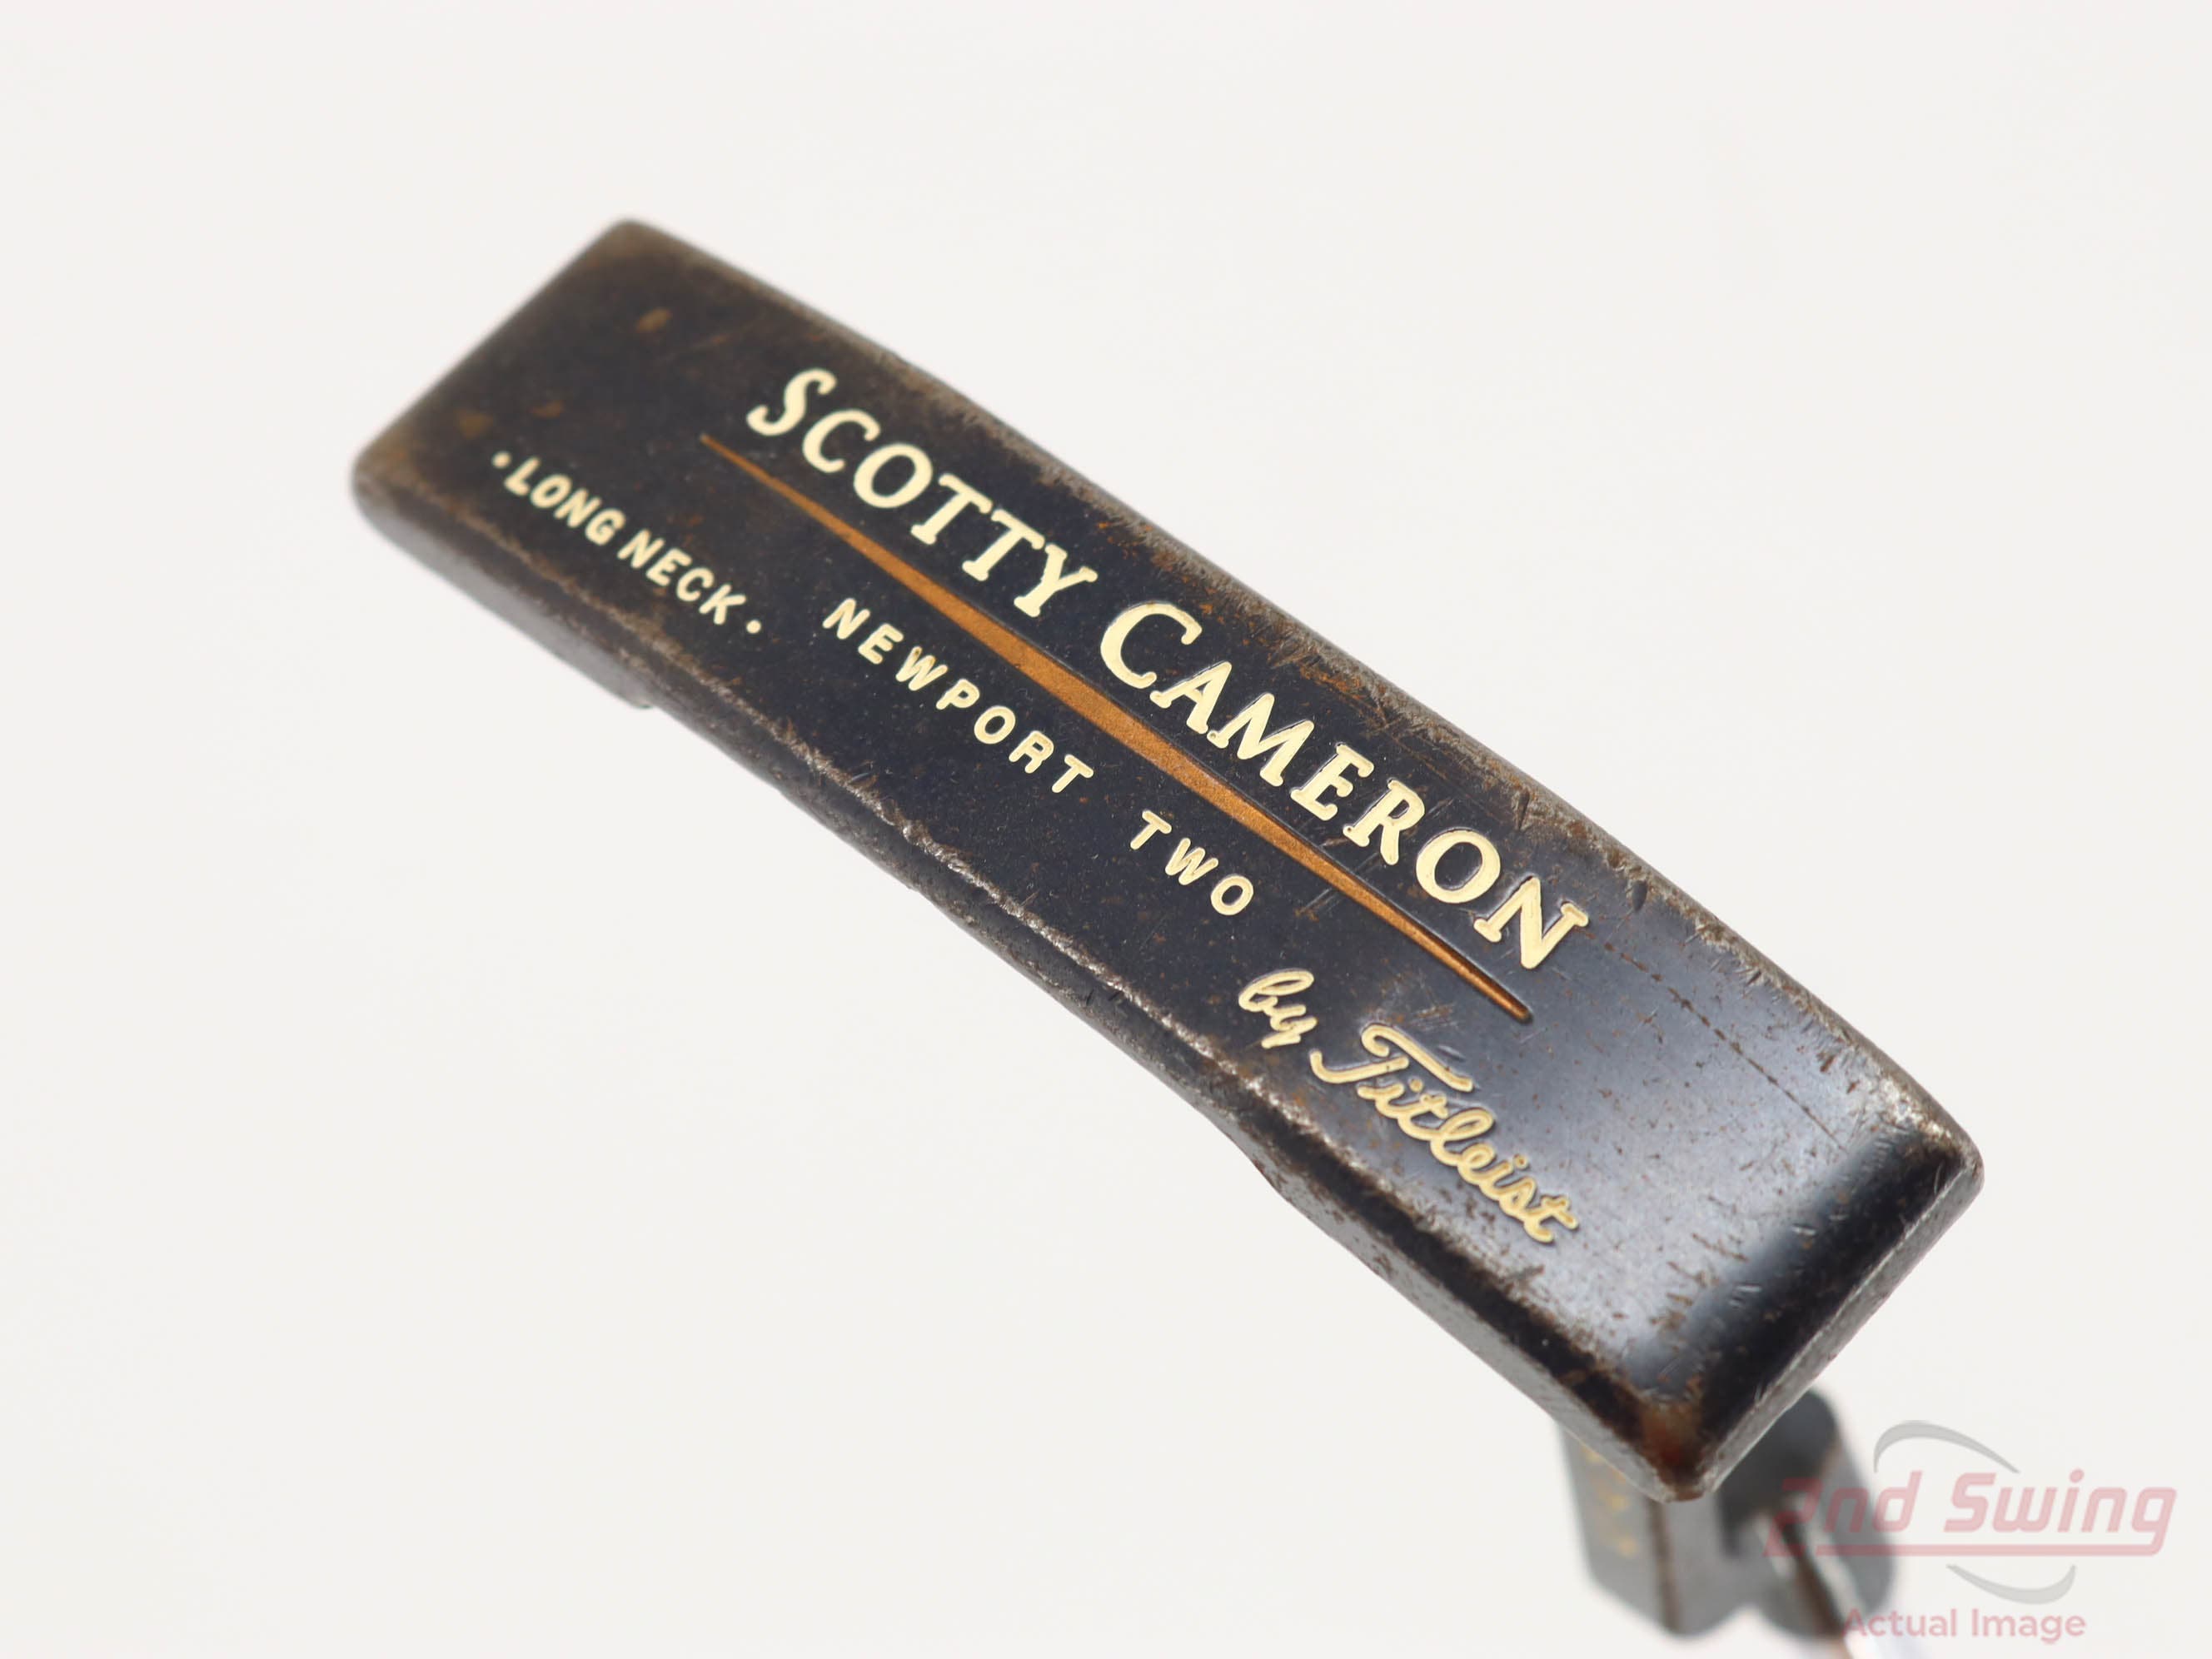 SCOTTY CAMERON
·LONG NECK· NEWPORT TWO by Titleist
2nd Swing
Actual Image